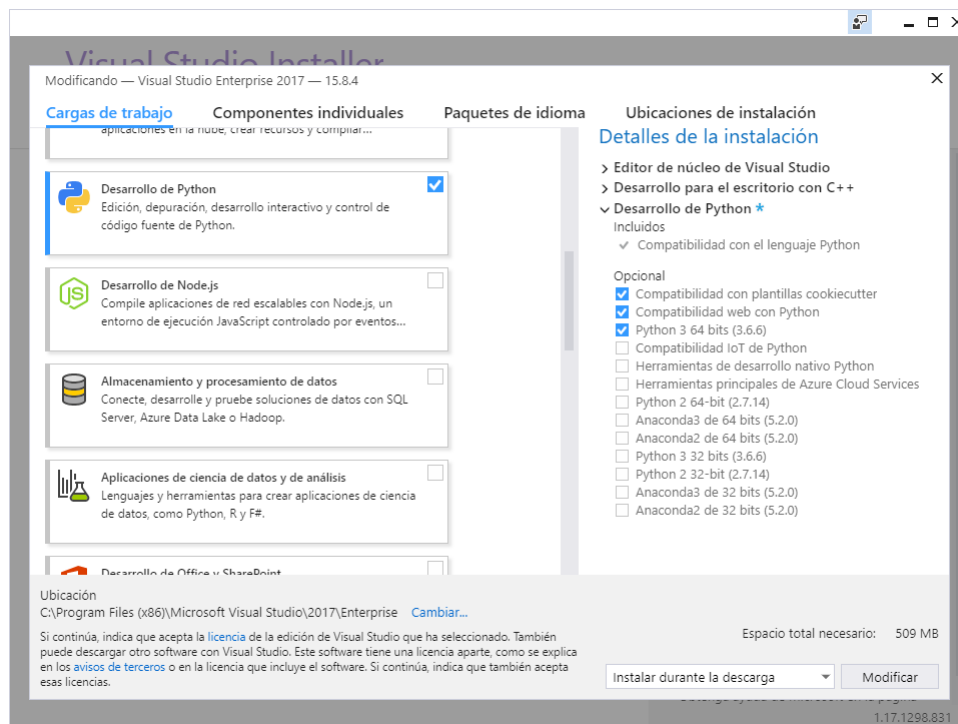 Visual Studio Installer
Modificando — Visual Studio Enterprise 2017 — 15.8.4
Cargas de trabajo
Componentes individuales
Paquetes de idioma
Ubicaciones de instalación
aplicaciones en la nube, crear recursos y compilar...
Desarrollo de Python
Edición, depuración, desarrollo interactivo y control de
código fuente de Python.
Desarrollo de Node.js
Compile aplicaciones de red escalables con Node.js, un
entorno de ejecución JavaScript controlado por eventos...
Almacenamiento y procesamiento de datos
Conecte, desarrolle y pruebe soluciones de datos con SQL
Server, Azure Data Lake o Hadoop.
Aplicaciones de ciencia de datos y de análisis
Lenguajes y herramientas para crear aplicaciones de ciencia
de datos, como Python, R y F#.
Desarrollo de Office y SharePoint
Detalles de la instalación
Editor de núcleo de Visual Studio
Desarrollo para el escritorio con C++
Desarrollo de Python *
Incluidos
Compatibilidad con el lenguaje Python
Opcional
Compatibilidad con plantillas cookiecutter
Compatibilidad web con Python
Python 3 64 bits (3.6.6)
Compatibilidad IoT de Python
Herramientas de desarrollo nativo Python
Herramientas principales de Azure Cloud Services
Python 2 64-bit (2.7.14)
Anaconda3 de 64 bits (5.2.0)
Anaconda2 de 64 bits (5.2.0)
Python 3 32 bits (3.6.6)
Python 2 32-bit (2.7.14)
Anaconda3 de 32 bits (5.2.0)
Anaconda2 de 32 bits (5.2.0)
Ubicación
C:\Program Files (x86)\Microsoft Visual Studio\2017\Enterprise Cambiar...
Si continúa, indica que acepta la licencia de la edición de Visual Studio que ha seleccionado. También
puede descargar otro software con Visual Studio. Este software tiene una licencia aparte, como se explica
en los avisos de terceros o en la licencia que incluye el software. Si continúa, indica que también acepta
esas licencias.
Espacio total necesario: 509 MB
Instalar durante la descarga
Modificar
1.17.1298.831